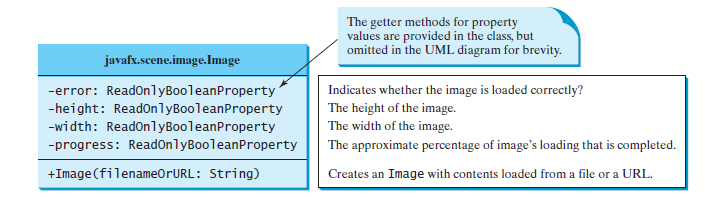 The getter methods for property
values are provided in the class, but
omitted in the UML diagram for brevity.
javafx.scene.image.Image
-error: ReadOnlyBooleanProperty
Indicates whether the image is loaded correctly?
-height: ReadOnlyBooleanProperty
The height of the image.
-width: ReadOnlyBooleanProperty
The width of the image.
-progress: ReadOnlyBooleanProperty
The approximate percentage of image's loading that is completed.
+Image(filenameOrURL: String)
Creates an Image with contents loaded from a file or a URL.